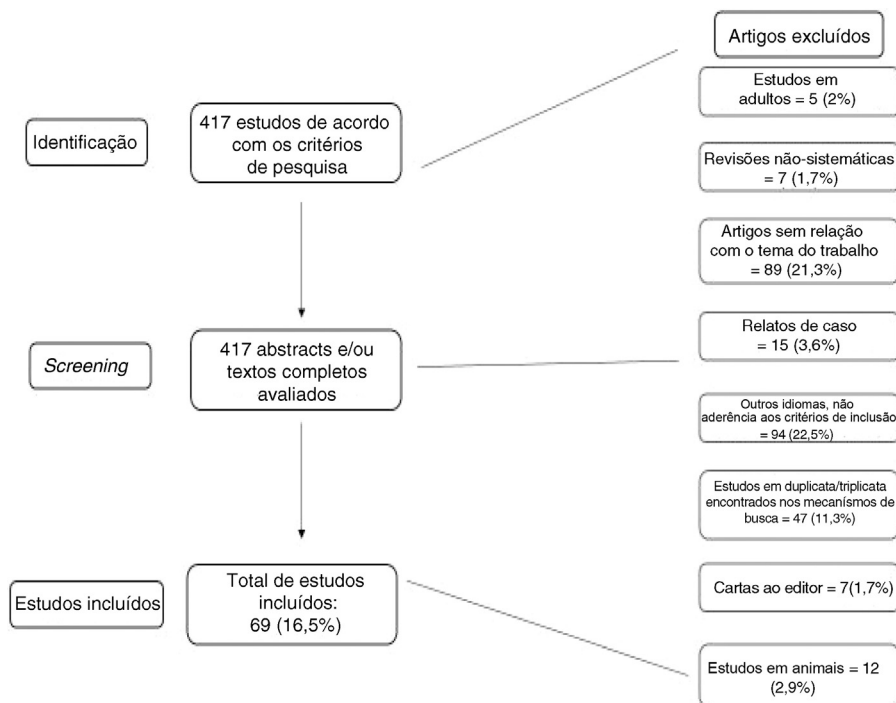 Identificação
417 estudos de acordo
com os critérios
de pesquisa
Screening
417 abstracts e/ou
textos completos
avaliados
Estudos incluídos
Total de estudos
incluídos:
69 (16,5%)
Artigos excluídos
Estudos em
adultos = 5 (2%)
Revisões não-sistemáticas
= 7 (1,7%)
Artigos sem relação
com o tema do trabalho
= 89 (21,3%)
Relatos de caso
= 15 (3,6%)
Outros idiomas, não
aderência aos critérios de inclusão
= 94 (22,5%)
Estudos em duplicata/triplicata
encontrados nos mecanísmos de
busca = 47 (11,3%)
Cartas ao editor = 7(1,7%)
Estudos em animais = 12
(2,9%)